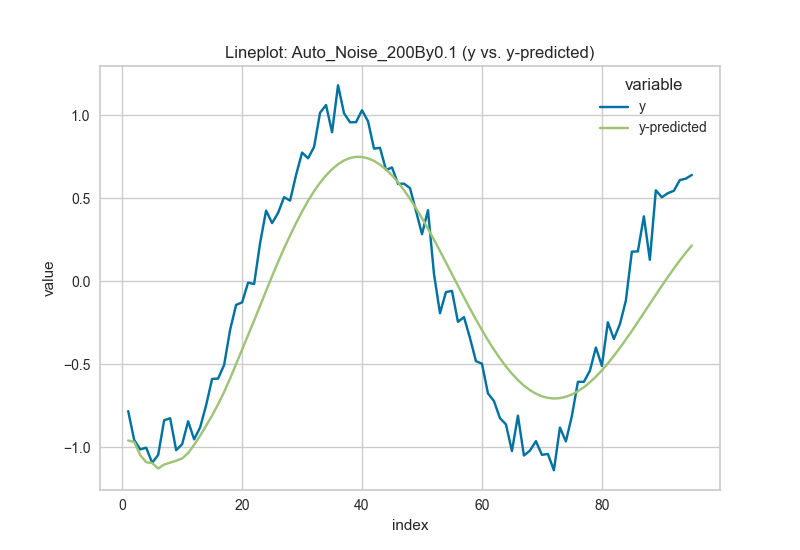 Lineplot: Auto_Noise_200By0.1 (y vs. y-predicted)
variable
y
y-predicted
1.0
0.5
0.0
−0.5
−1.0
value
0 20 40 60 80
index